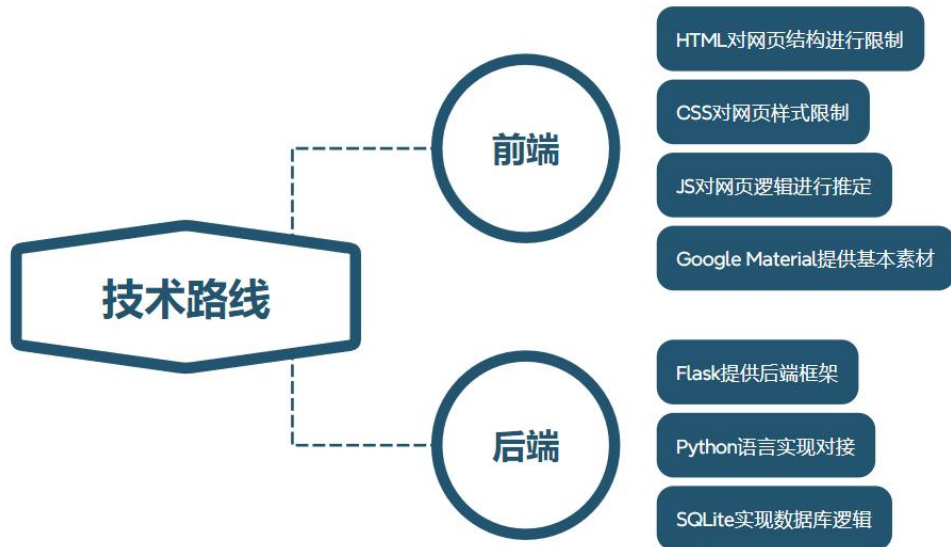 技术路线
前端
HTML对网页结构进行限制
CSS对网页样式限制
JS对网页逻辑进行推定
Google Material提供基本素材
后端
Flask提供后端框架
Python语言实现对接
SQLite实现数据库逻辑